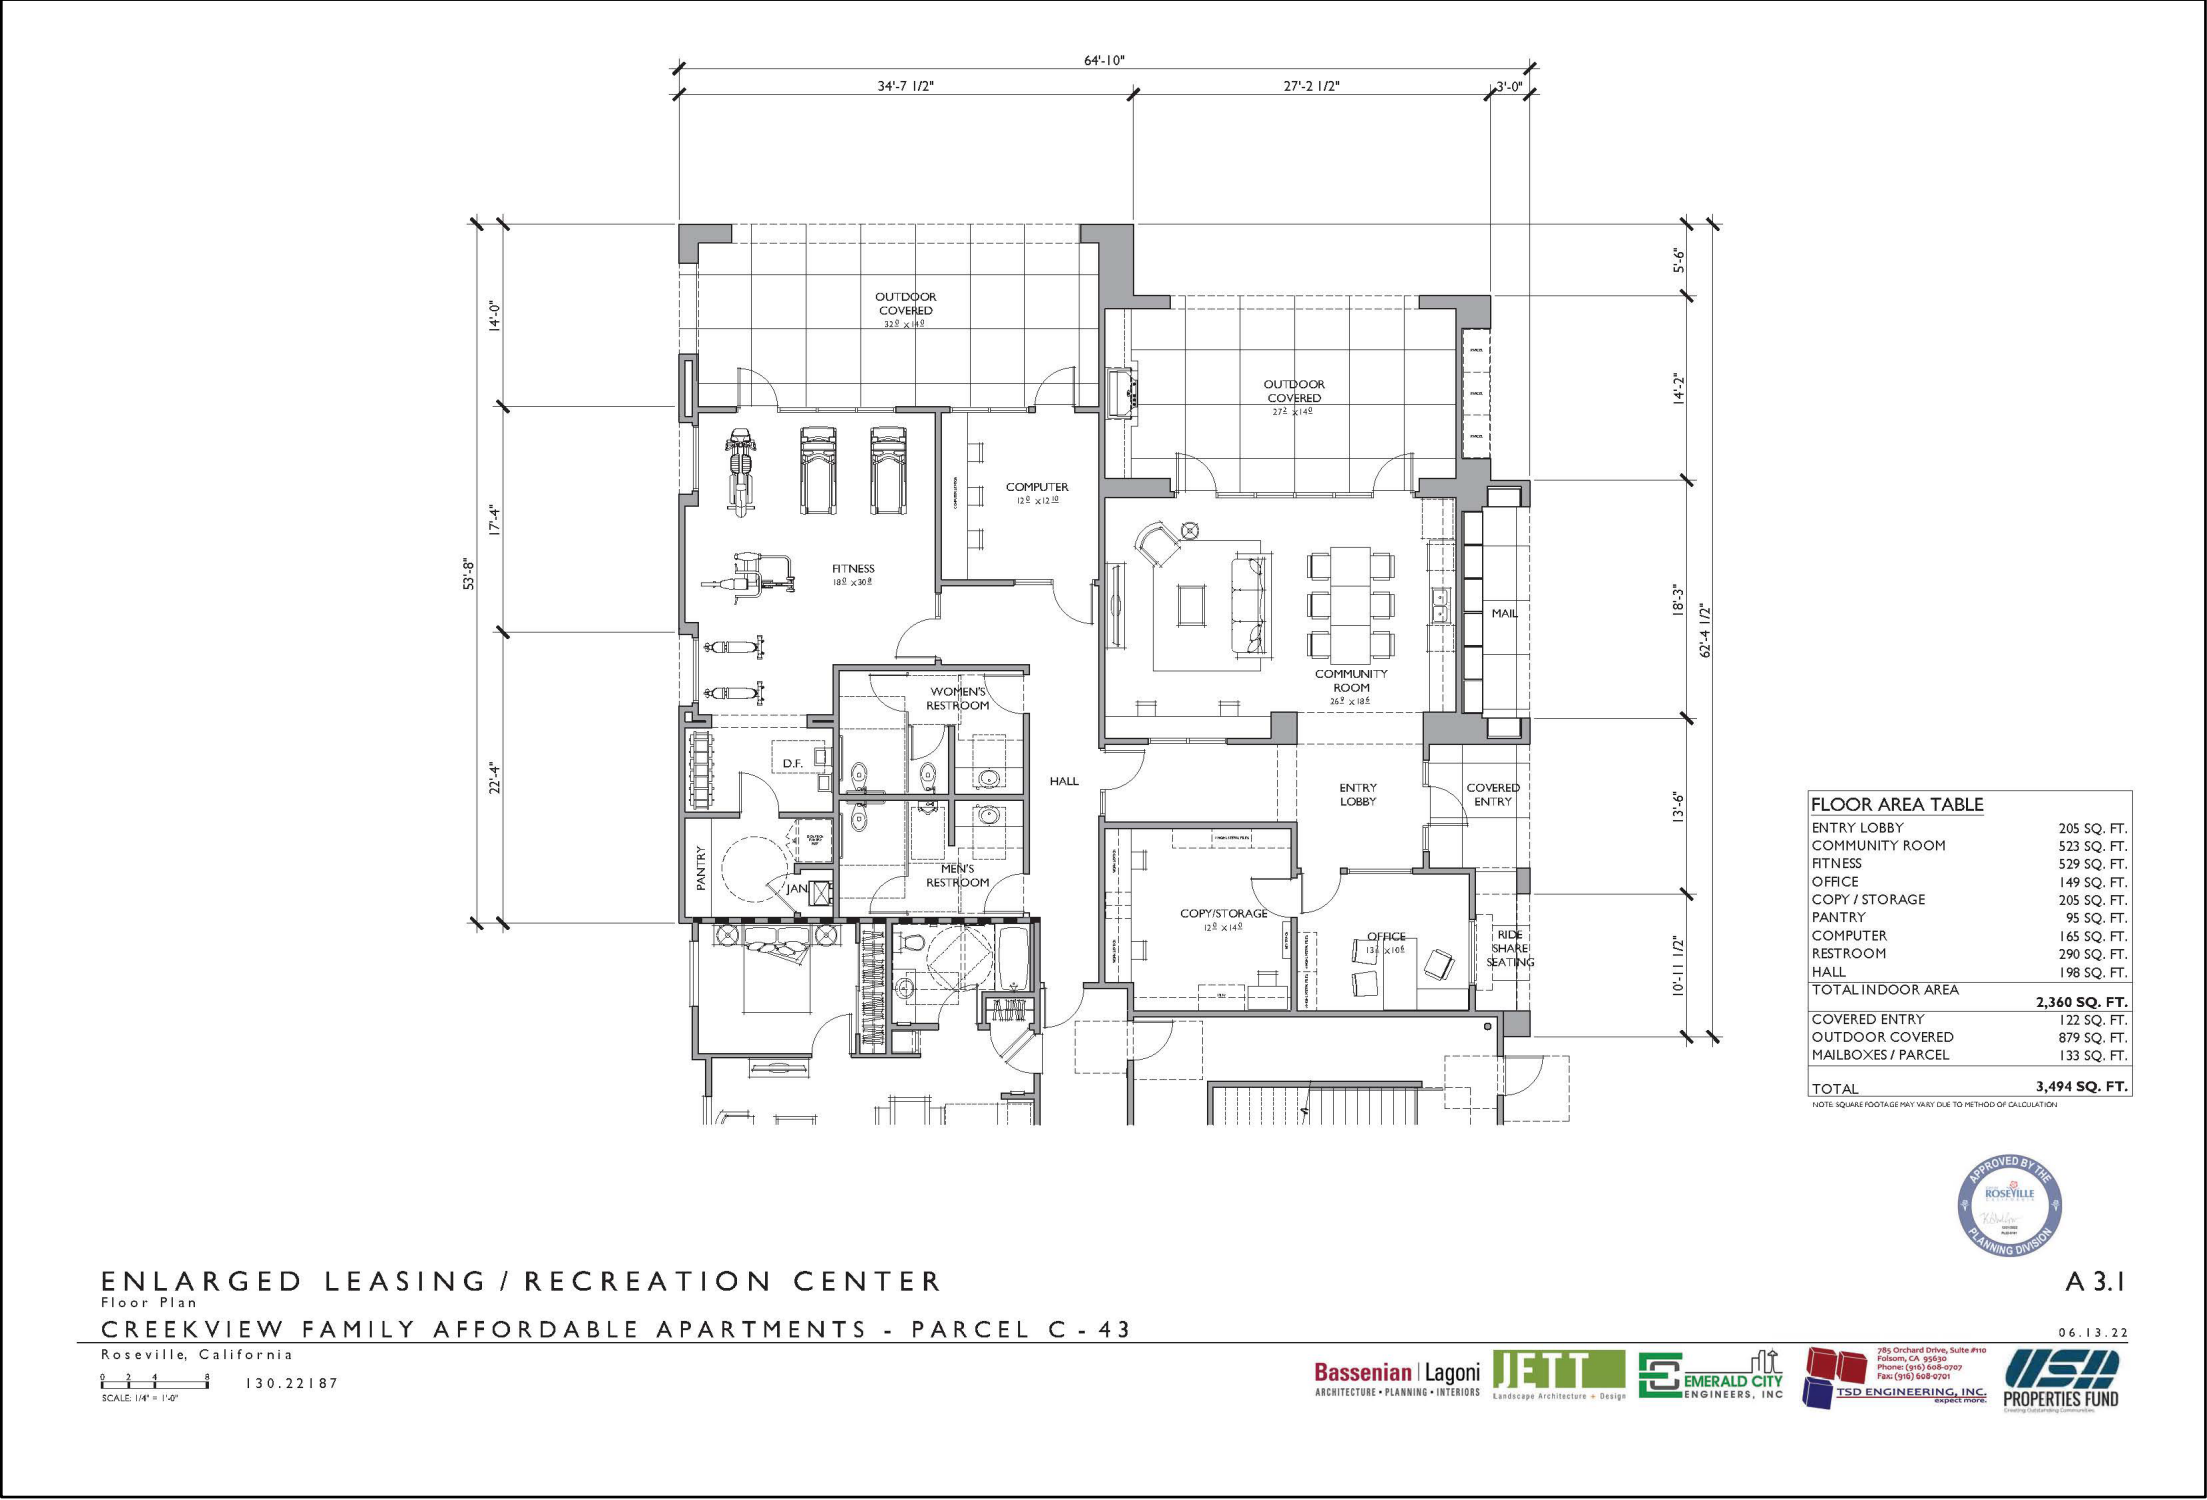 64'-10"
34'-7 1/2"
27'-2 1/2"
3'-0"
5'-6"
14'-0"
14'-2"
17'-4"
53'-8"
18'-3"
62'-4 1/2"
22'-4"
13'-6"
10'-11 1/2"
OUTDOOR
COVERED
32⁰ x 14⁰
OUTDOOR
COVERED
27² x 14⁰
PARCEL
PARCEL
PARCEL
COMPUTER
12⁰ x 12¹⁰
FITNESS
18⁰ x 30⁸
MAIL
COMMUNITY
ROOM
26⁰ x 18⁶
WOMEN'S
RESTROOM
D.F.
HALL
ENTRY
LOBBY
COVERED
ENTRY
PANTRY
JAN.
MEN'S
RESTROOM
COPY/STORAGE
12⁰ x 14⁰
OFFICE
RIDE
SHARE
SEATING
FLOOR AREA TABLE
ENTRY LOBBY 205 SQ. FT.
COMMUNITY ROOM 523 SQ. FT.
FITNESS 529 SQ. FT.
OFFICE 149 SQ. FT.
COPY / STORAGE 205 SQ. FT.
PANTRY 95 SQ. FT.
COMPUTER 165 SQ. FT.
RESTROOM 290 SQ. FT.
HALL 198 SQ. FT.
TOTAL INDOOR AREA 2,360 SQ. FT.
COVERED ENTRY 122 SQ. FT.
OUTDOOR COVERED 879 SQ. FT.
MAILBOXES / PARCEL 133 SQ. FT.
TOTAL 3,494 SQ. FT.
NOTE: SQUARE FOOTAGE MAY VARY DUE TO METHOD OF CALCULATION
APPROVED BY THE
ROSEVILLE
CALIFORNIA
PLANNING DIVISION
ENLARGED LEASING / RECREATION CENTER
Floor Plan
A 3.1
CREEKVIEW FAMILY AFFORDABLE APARTMENTS - PARCEL C - 43
06.13.22
Roseville, California
0 2 4 8
130.22187
SCALE: 1/4" = 1'-0"
Bassenian | Lagoni
ARCHITECTURE • PLANNING • INTERIORS
JETT
Landscape Architecture + Design
EMERALD CITY
ENGINEERS, INC
785 Orchard Drive, Suite #110
Folsom, CA 95630
Phone: (916) 608-0707
Fax: (916) 608-0701
TSD ENGINEERING, INC.
expect more.
USA
PROPERTIES FUND
Creating Outstanding Communities